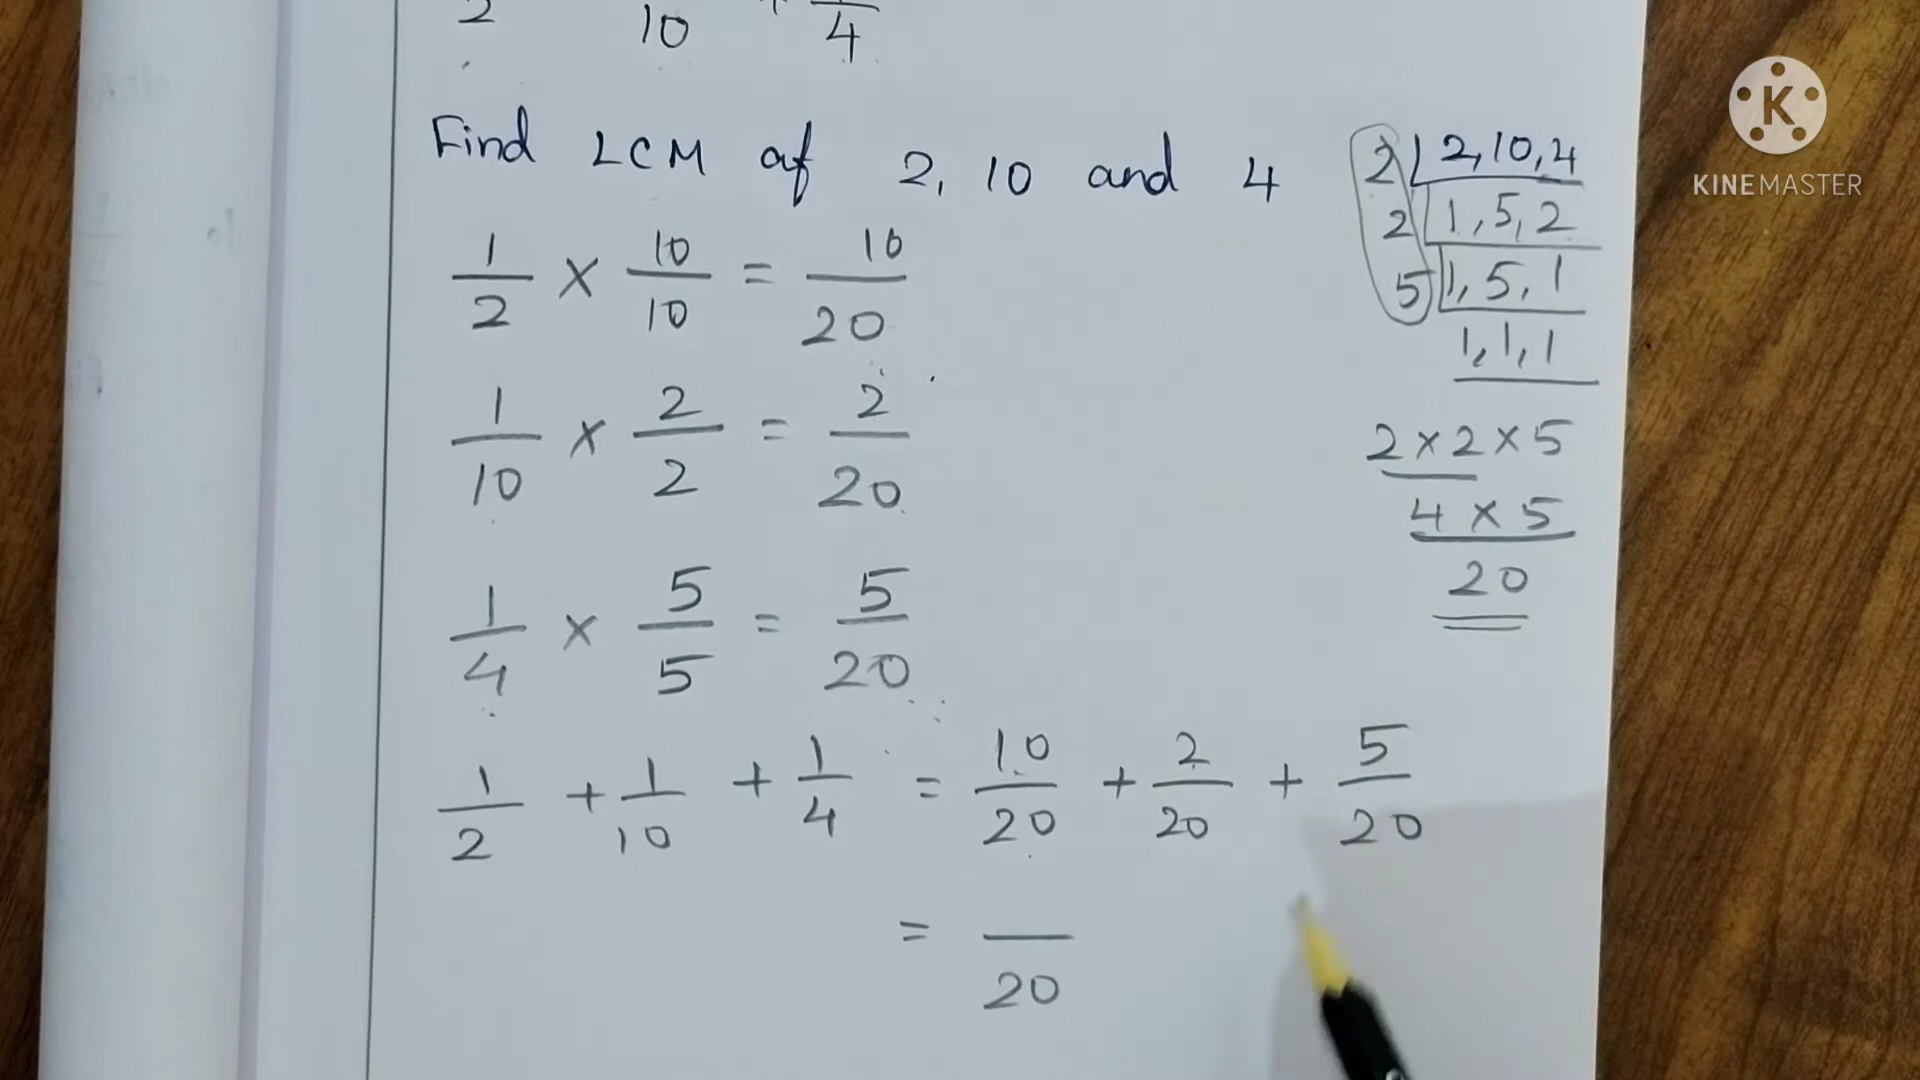 2 10 + 4
Find LCM of 2, 10 and 4
1/2 × 10/10 = 10/20
1/10 × 2/2 = 2/20
1/4 × 5/5 = 5/20
1/2 + 1/10 + 1/4 = 10/20 + 2/20 + 5/20
= /20
2 | 2, 10, 4
2 | 1, 5, 2
5 | 1, 5, 1
1, 1, 1
2 × 2 × 5
4 × 5
20
K
KINEMASTER